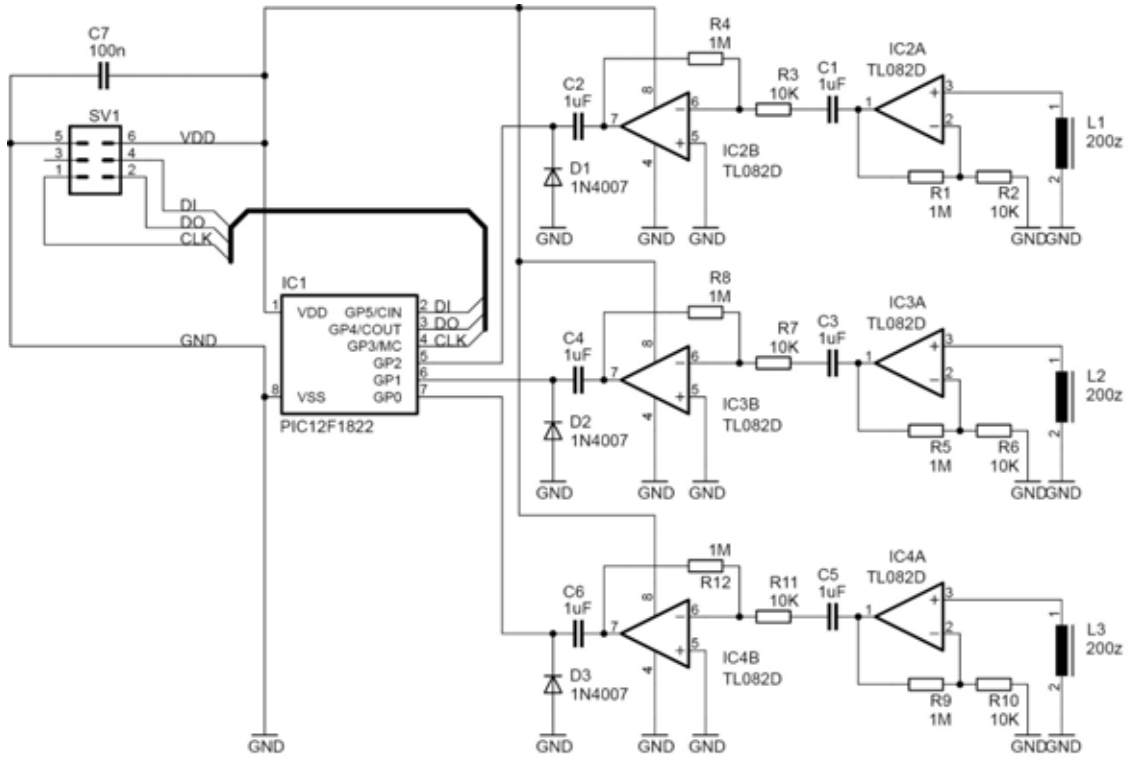 C7
100n
SV1
5
6
VDD
3
4
1
2
DI
DO
CLK
IC1
1
VDD
GP5/CIN
2
DI
GP4/COUT
3
DO
GP3/MC
4
CLK
GP2
5
GP1
6
GP0
7
8
VSS
PIC12F1822
GND
GND
R4
1M
C2
1uF
R3
10K
C1
1uF
IC2A
TL082D
8
7
6
5
4
1
3
2
1
2
L1
200z
D1
1N4007
IC2B
TL082D
R1
1M
R2
10K
GND
GND
GND
GND
GND
R8
1M
C4
1uF
R7
10K
C3
1uF
IC3A
TL082D
8
7
6
5
4
1
3
2
1
2
L2
200z
D2
1N4007
IC3B
TL082D
R5
1M
R6
10K
GND
GND
GND
GND
GND
1M
R12
C6
1uF
R11
10K
C5
1uF
IC4A
TL082D
8
7
6
5
4
1
3
2
1
2
L3
200z
D3
1N4007
IC4B
TL082D
R9
1M
R10
10K
GND
GND
GND
GND
GND